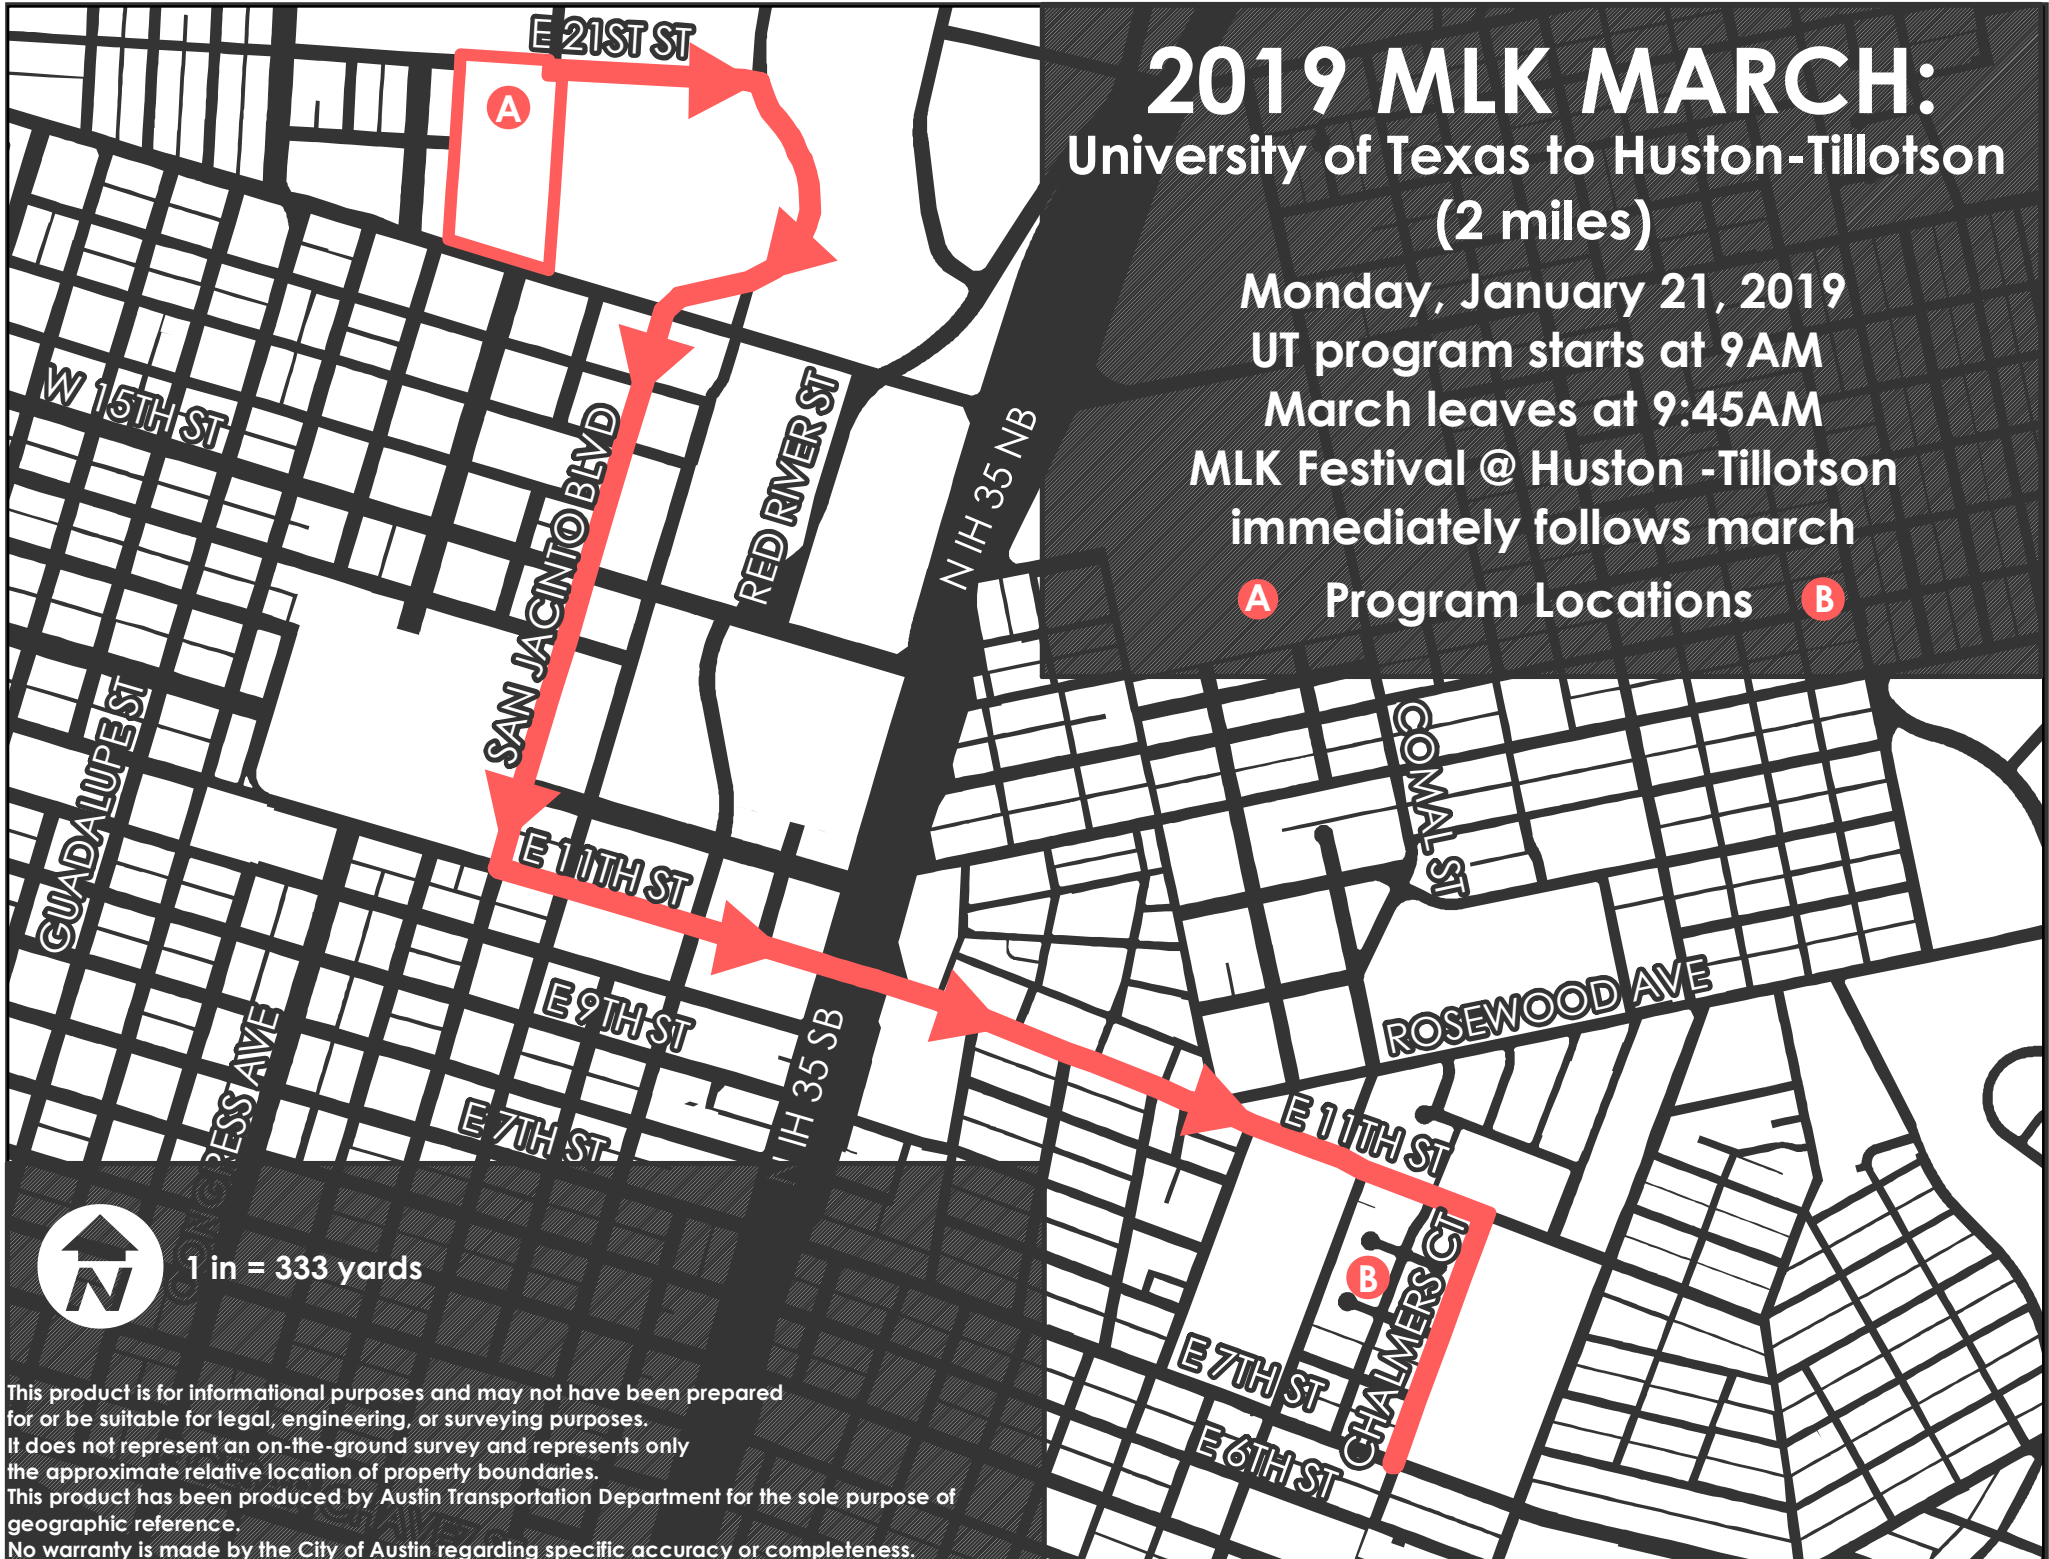 2019 MLK MARCH:
University of Texas to Huston-Tillotson
(2 miles)
Monday, January 21, 2019
UT program starts at 9AM
March leaves at 9:45AM
MLK Festival @ Huston -Tillotson
immediately follows march
A Program Locations B
E 21ST ST
A
W 15TH ST
SAN JACINTO BLVD
RED RIVER ST
N IH 35 NB
COMAL ST
GUADALUPE ST
E 11TH ST
ROSEWOOD AVE
E 9TH ST
CONGRESS AVE
N IH 35 SB
E 7TH ST
E 11TH ST
B
CHALMERS CT
E 7TH ST
E 6TH ST
N
1 in = 333 yards
This product is for informational purposes and may not have been prepared
for or be suitable for legal, engineering, or surveying purposes.
It does not represent an on-the-ground survey and represents only
the approximate relative location of property boundaries.
This product has been produced by Austin Transportation Department for the sole purpose of
geographic reference.
No warranty is made by the City of Austin regarding specific accuracy or completeness.